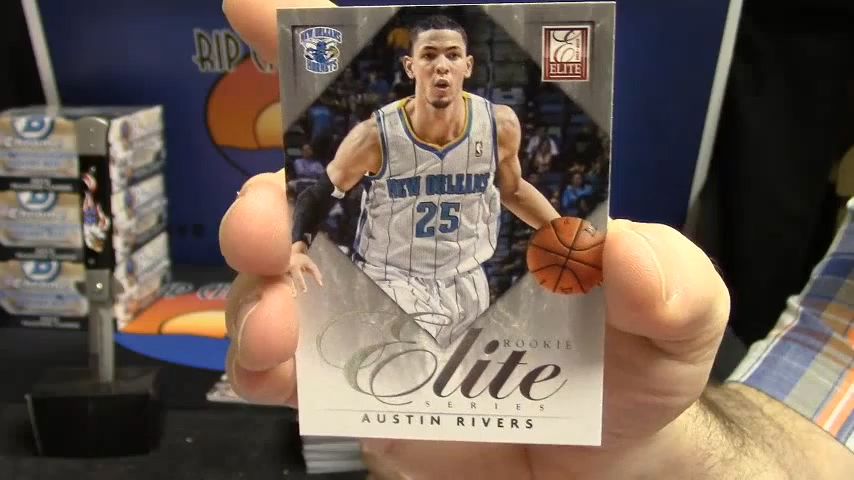 RIP
NEW ORLEANS
HORNETS
ELITE
NEW ORLEANS
25
Elite
ROOKIE
SERIES
AUSTIN RIVERS